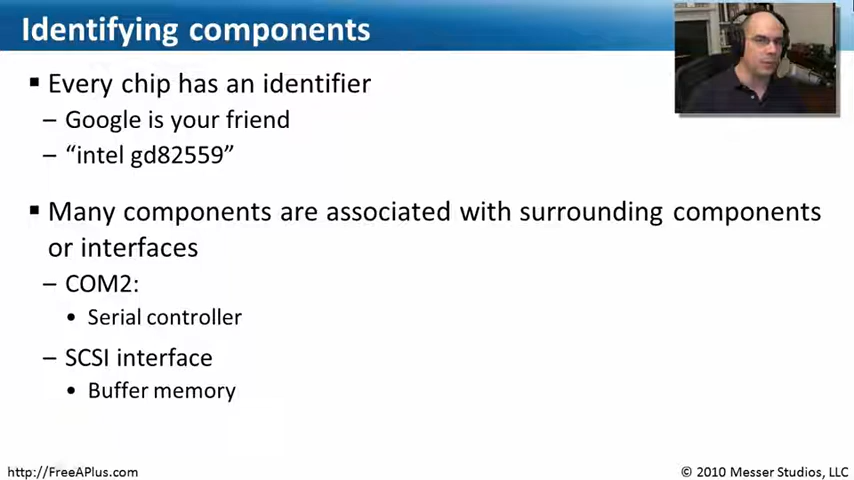 Identifying components
▪ Every chip has an identifier
– Google is your friend
– “intel gd82559”
▪ Many components are associated with surrounding components
or interfaces
– COM2:
• Serial controller
– SCSI interface
• Buffer memory
http://FreeAPlus.com
© 2010 Messer Studios, LLC